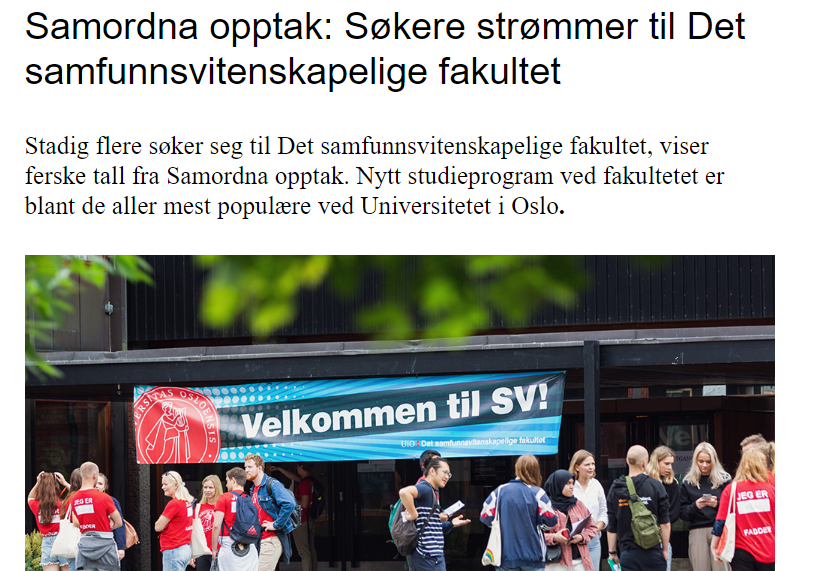 Samordna opptak: Søkere strømmer til Det
samfunnsvitenskapelige fakultet
Stadig flere søker seg til Det samfunnsvitenskapelige fakultet, viser
ferske tall fra Samordna opptak. Nytt studieprogram ved fakultetet er
blant de aller mest populære ved Universitetet i Oslo.
Velkommen til SV!
Det samfunnsvitenskapelige fakultet
JEG ER
FADDER
JEG ER
FADDER